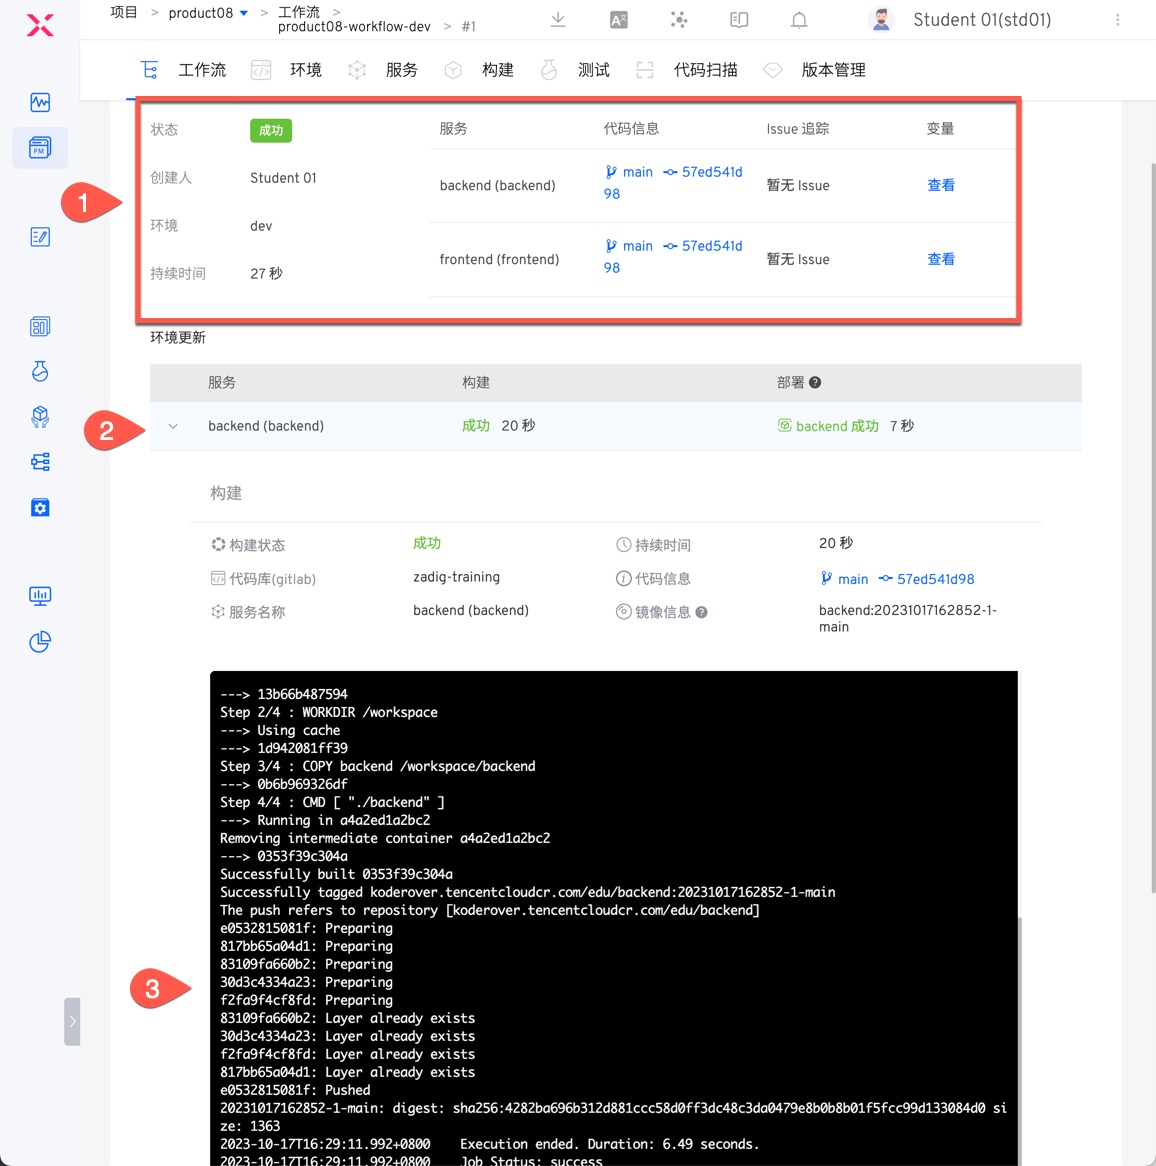 项目 > product08 > 工作流 >
product08-workflow-dev > #1
Student 01(std01)
工作流 环境 服务 构建 测试 代码扫描 版本管理
PM
1
状态 成功
创建人 Student 01
环境 dev
持续时间 27 秒
服务 代码信息 Issue 追踪 变量
backend (backend) main 57ed541d
98 暂无 Issue 查看
frontend (frontend) main 57ed541d
98 暂无 Issue 查看
环境更新
服务 构建 部署
2
backend (backend) 成功 20 秒 backend 成功 7 秒
构建
构建状态 成功 持续时间 20 秒
代码库(gitlab) zadig-training 代码信息 main 57ed541d98
服务名称 backend (backend) 镜像信息 backend:20231017162852-1-
main
3
---> 13b66b487594
Step 2/4 : WORKDIR /workspace
---> Using cache
---> 1d942081ff39
Step 3/4 : COPY backend /workspace/backend
---> 0b6b969326df
Step 4/4 : CMD [ "./backend" ]
---> Running in a4a2ed1a2bc2
Removing intermediate container a4a2ed1a2bc2
---> 0353f39c304a
Successfully built 0353f39c304a
Successfully tagged koderover.tencentcloudcr.com/edu/backend:20231017162852-1-main
The push refers to repository [koderover.tencentcloudcr.com/edu/backend]
e0532815081f: Preparing
817bb65a04d1: Preparing
83109fa660b2: Preparing
30d3c4334a23: Preparing
f2fa9f4cf8fd: Preparing
83109fa660b2: Layer already exists
30d3c4334a23: Layer already exists
f2fa9f4cf8fd: Layer already exists
817bb65a04d1: Layer already exists
e0532815081f: Pushed
20231017162852-1-main: digest: sha256:4282ba696b312d881ccc58d0ff3dc48c3da0479e8b0b8b01f5fcc99d133084d0 si
ze: 1363
2023-10-17T16:29:11.992+0800 Execution ended. Duration: 6.49 seconds.
2023-10-17T16:29:11.992+0800 Job Status: success